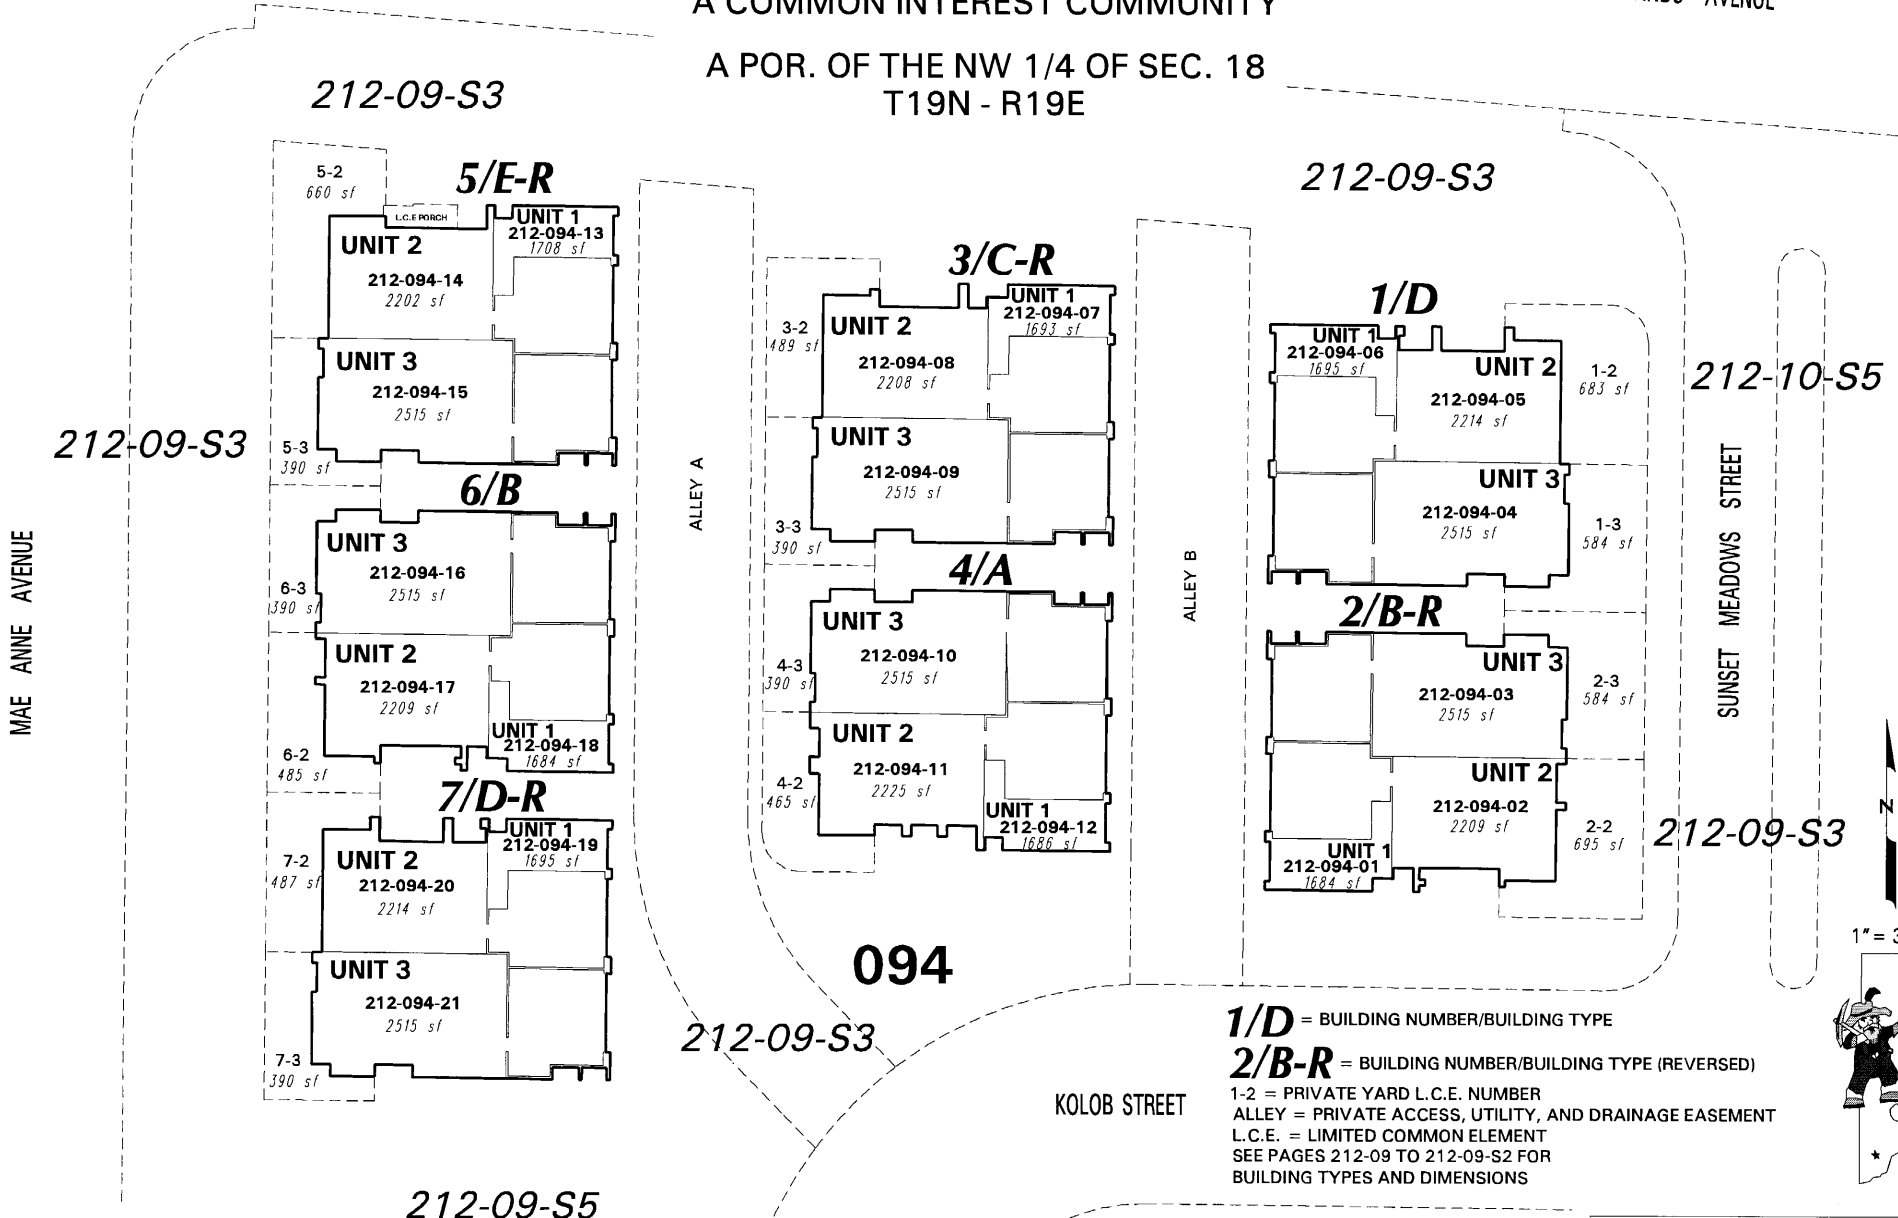 A COMMON INTEREST COMMUNITY
AVENUE
A POR. OF THE NW 1/4 OF SEC. 18
T19N - R19E
212-09-S3
212-09-S3
5-2
660 sf
5/E-R
L.C.E PORCH
UNIT 1
212-094-13
1708 sf
UNIT 2
212-094-14
2202 sf
UNIT 3
212-094-15
2515 sf
5-3
390 sf
212-09-S3
6/B
UNIT 3
212-094-16
2515 sf
6-3
390 sf
UNIT 2
212-094-17
2209 sf
UNIT 1
212-094-18
1684 sf
6-2
485 sf
7/D-R
UNIT 1
212-094-19
1695 sf
UNIT 2
212-094-20
2214 sf
7-2
487 sf
UNIT 3
212-094-21
2515 sf
7-3
390 sf
MAE ANNE AVENUE
ALLEY A
3/C-R
UNIT 1
212-094-07
1693 sf
3-2
489 sf
UNIT 2
212-094-08
2208 sf
UNIT 3
212-094-09
2515 sf
3-3
390 sf
4/A
UNIT 3
212-094-10
2515 sf
4-3
390 sf
UNIT 2
212-094-11
2225 sf
4-2
465 sf
UNIT 1
212-094-12
1686 sf
ALLEY B
1/D
UNIT 1
212-094-06
1695 sf
UNIT 2
212-094-05
2214 sf
1-2
683 sf
UNIT 3
212-094-04
2515 sf
1-3
584 sf
2/B-R
UNIT 3
212-094-03
2515 sf
2-3
584 sf
UNIT 2
212-094-02
2209 sf
2-2
695 sf
UNIT 1
212-094-01
1684 sf
212-10-S5
SUNSET MEADOWS STREET
212-09-S3
N
1"= 3
094
212-09-S3
KOLOB STREET
212-09-S5
1/D = BUILDING NUMBER/BUILDING TYPE
2/B-R = BUILDING NUMBER/BUILDING TYPE (REVERSED)
1-2 = PRIVATE YARD L.C.E. NUMBER
ALLEY = PRIVATE ACCESS, UTILITY, AND DRAINAGE EASEMENT
L.C.E. = LIMITED COMMON ELEMENT
SEE PAGES 212-09 TO 212-09-S2 FOR
BUILDING TYPES AND DIMENSIONS